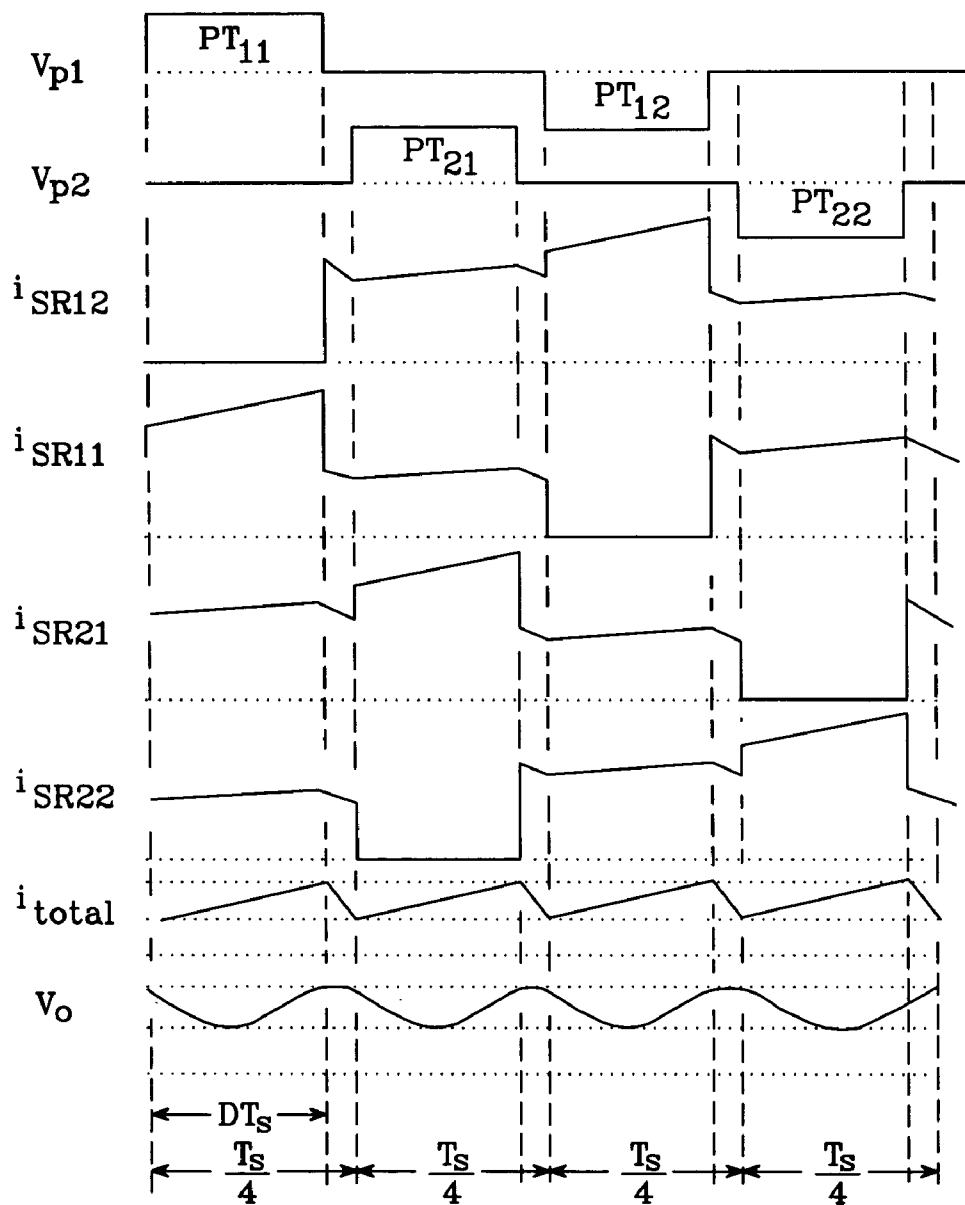 Vp1 PT11 PT12
Vp2 PT21 PT22
iSR12
iSR11
iSR21
iSR22
itotal
Vo
DTs
Ts/4 Ts/4 Ts/4 Ts/4